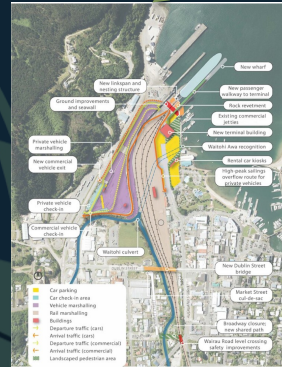 New wharf
New linkspan and
nesting structure
New passenger
walkway to terminal
Ground improvements
and seawall
Rock revetment
Existing commercial
jetties
New terminal building
Private vehicle
marshalling
Waitohi Awa recognition
New commercial
vehicle exit
Rental car kiosks
High-peak sailings
overflow route for
private vehicles
Private vehicle
check-in
Commercial vehicle
check-in
Waitohi culvert
New Dublin Street
bridge
Market Street
cul-de-sac
Broadway closure;
new shared path
Wairau Road level crossing
safety improvements
Car parking
Car check-in area
Vehicle marshalling
Rail marshalling
Buildings
Departure traffic (cars)
Arrival traffic (cars)
Departure traffic (commercial)
Arrival traffic (commercial)
Landscaped pedestrian area